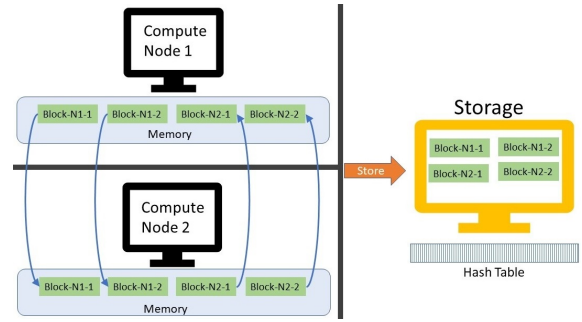 Compute
Node 1
Block-N1-1 Block-N1-2 Block-N2-1 Block-N2-2
Memory
Compute
Node 2
Block-N1-1 Block-N1-2 Block-N2-1 Block-N2-2
Memory
Store
Storage
Block-N1-1 Block-N1-2
Block-N2-1 Block-N2-2
Hash Table